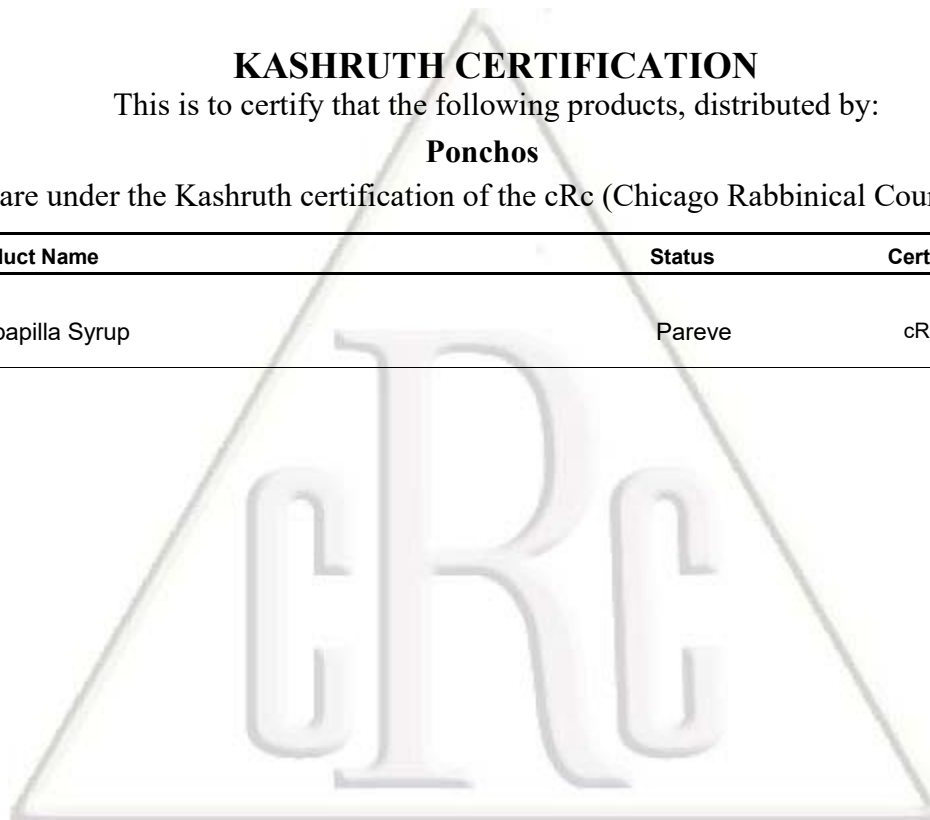 KASHRUTH CERTIFICATION
This is to certify that the following products, distributed by:
Ponchos
are under the Kashruth certification of the cRc (Chicago Rabbinical Cou
duct Name Status Cert
papilla Syrup Pareve cR
cRc